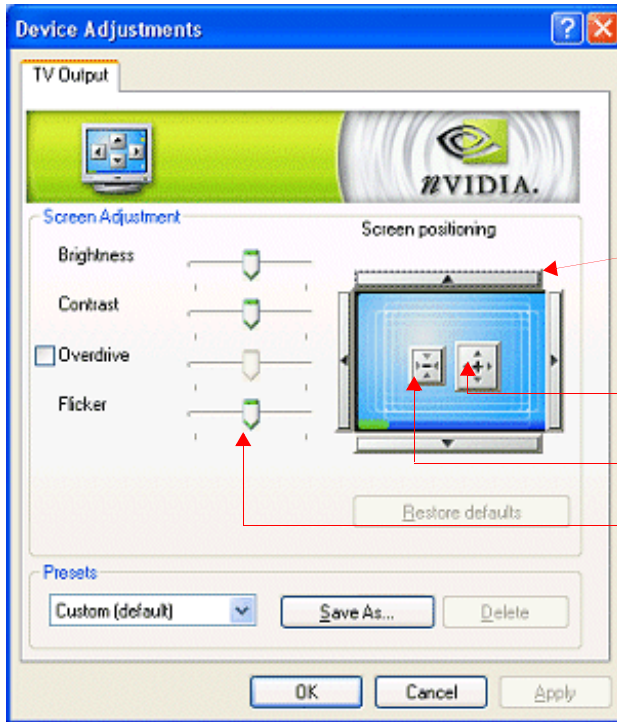 Device Adjustments
TV Output
nVIDIA.
Screen Adjustment
Screen positioning
Brightness
Contrast
Overdrive
Flicker
Restore defaults
Presets
Custom (default)
Save As...
Delete
OK
Cancel
Apply